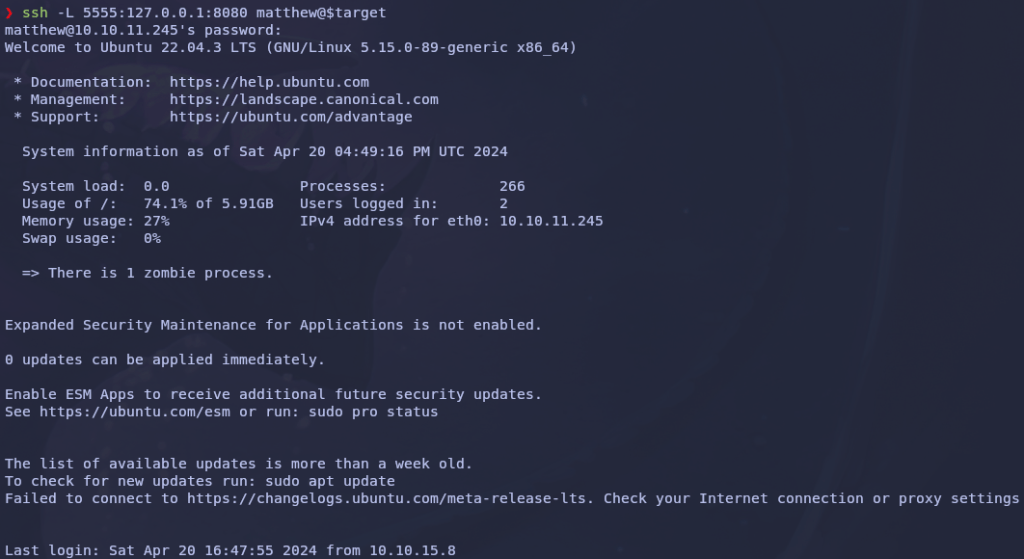 ❯ ssh -L 5555:127.0.0.1:8080 matthew@$target
matthew@10.10.11.245's password:
Welcome to Ubuntu 22.04.3 LTS (GNU/Linux 5.15.0-89-generic x86_64)
* Documentation:  https://help.ubuntu.com
* Management:     https://landscape.canonical.com
* Support:        https://ubuntu.com/advantage
System information as of Sat Apr 20 04:49:16 PM UTC 2024
System load:  0.0               Processes:             266
Usage of /:   74.1% of 5.91GB   Users logged in:       2
Memory usage: 27%               IPv4 address for eth0: 10.10.11.245
Swap usage:   0%
=> There is 1 zombie process.
Expanded Security Maintenance for Applications is not enabled.
0 updates can be applied immediately.
Enable ESM Apps to receive additional future security updates.
See https://ubuntu.com/esm or run: sudo pro status
The list of available updates is more than a week old.
To check for new updates run: sudo apt update
Failed to connect to https://changelogs.ubuntu.com/meta-release-lts. Check your Internet connection or proxy settings
Last login: Sat Apr 20 16:47:55 2024 from 10.10.15.8